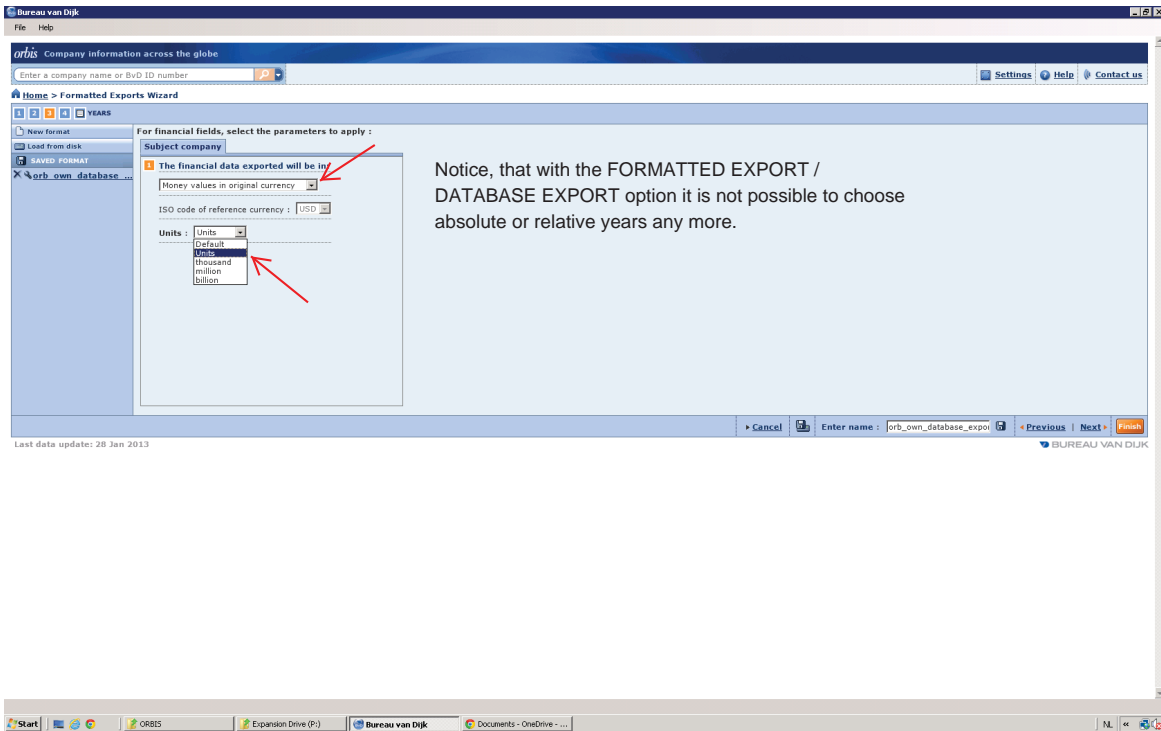 Bureau van Dijk
File Help
orbis Company information across the globe
Enter a company name or BvD ID number
Settings Help Contact us
Home > Formatted Exports Wizard
1 2 3 4 YEARS
New format
Load from disk
SAVED FORMAT
orb_own_database_...
For financial fields, select the parameters to apply :
Subject company
1 The financial data exported will be in:
Money values in original currency
ISO code of reference currency : USD
Units : Units
Default
Units
thousand
million
billion
Notice, that with the FORMATTED EXPORT /
DATABASE EXPORT option it is not possible to choose
absolute or relative years any more.
Cancel Enter name : orb_own_database_expor Previous | Next Finish
Last data update: 28 Jan 2013
BUREAU VAN DIJK
Start ORBIS Expansion Drive (P:) Bureau van Dijk Documents - OneDrive - ... NL «